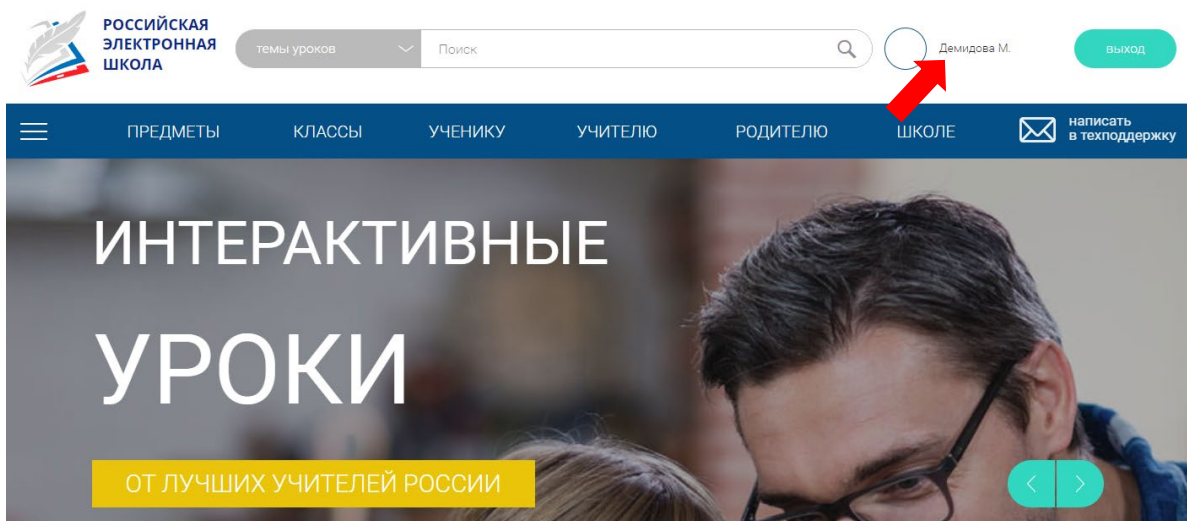 РОССИЙСКАЯ
ЭЛЕКТРОННАЯ
ШКОЛА
темы уроков
Поиск
Демидова М.
выход
ПРЕДМЕТЫ
КЛАССЫ
УЧЕНИКУ
УЧИТЕЛЮ
РОДИТЕЛЮ
ШКОЛЕ
написать
в техподдержку
ИНТЕРАКТИВНЫЕ
УРОКИ
ОТ ЛУЧШИХ УЧИТЕЛЕЙ РОССИИ